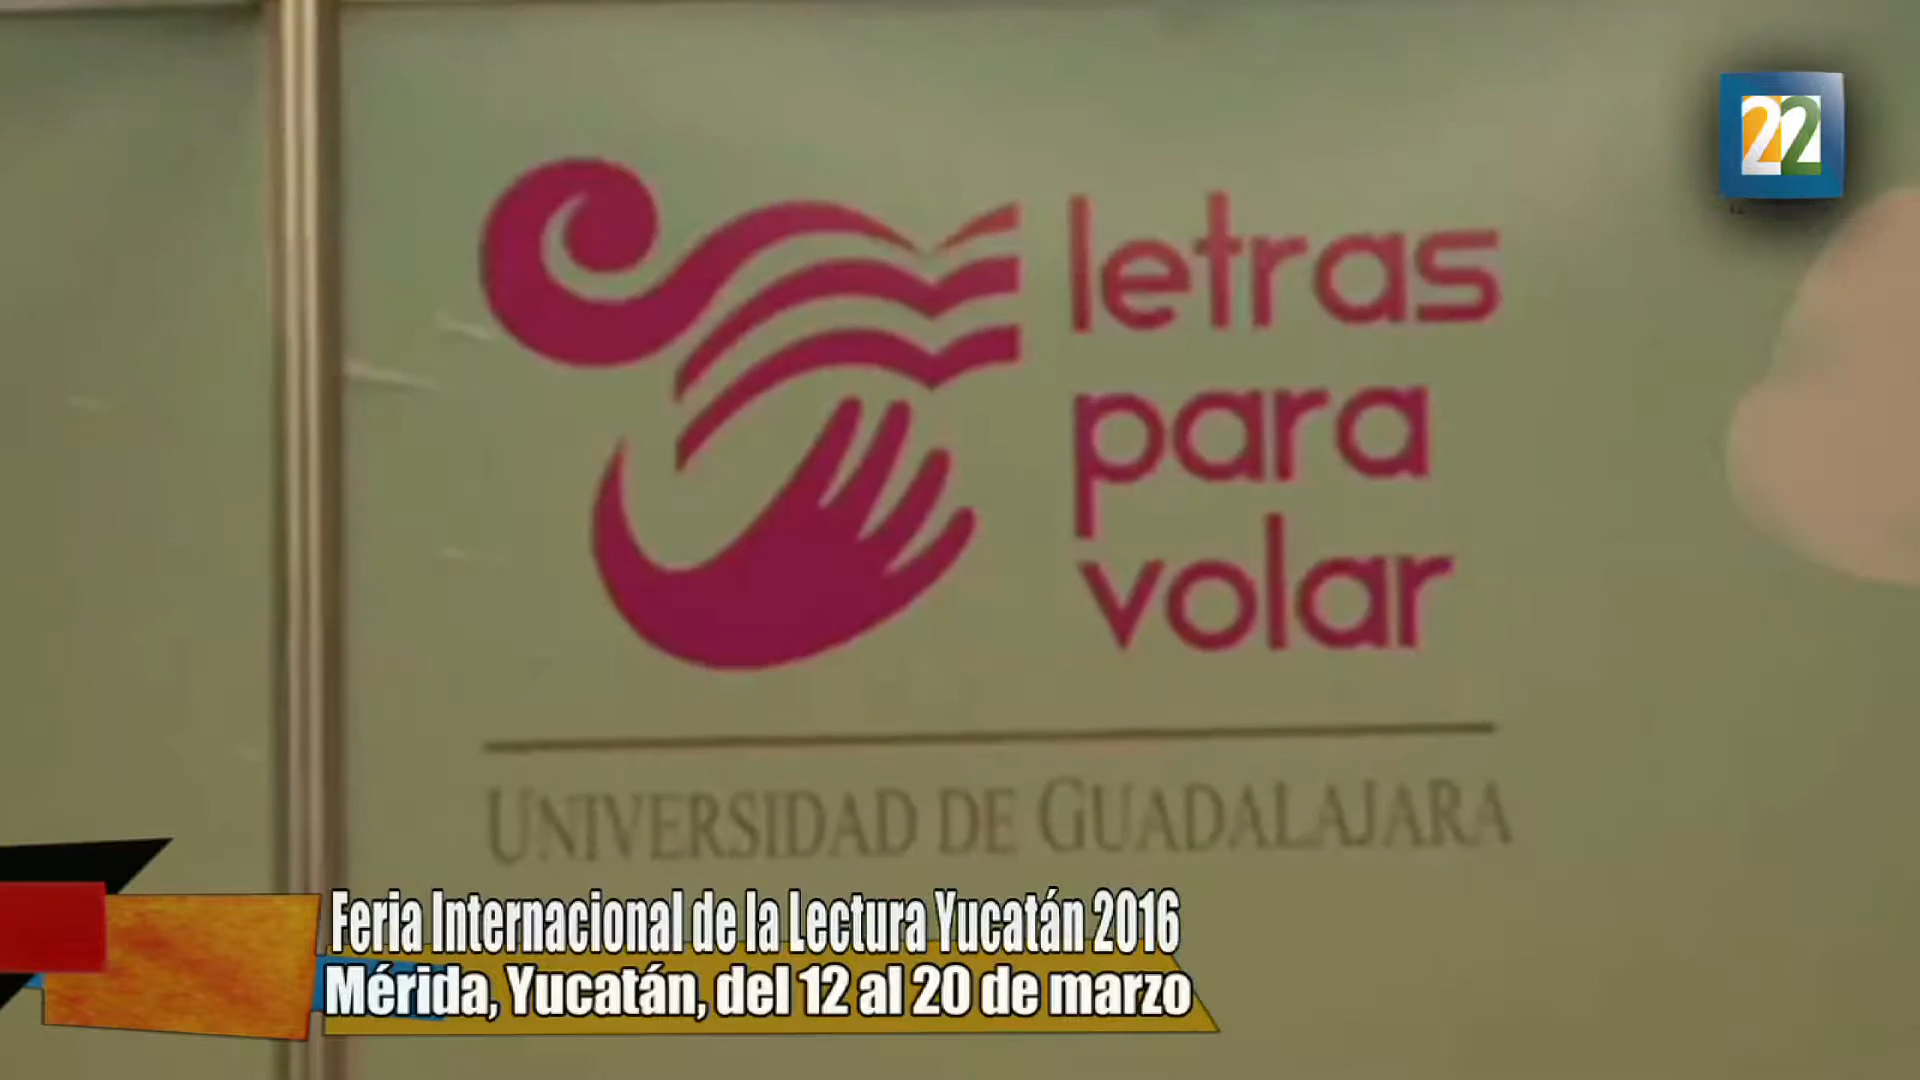 22
letras
para
volar
UNIVERSIDAD DE GUADALAJARA
Feria Internacional de la Lectura Yucatán 2016
Mérida, Yucatán, del 12 al 20 de marzo